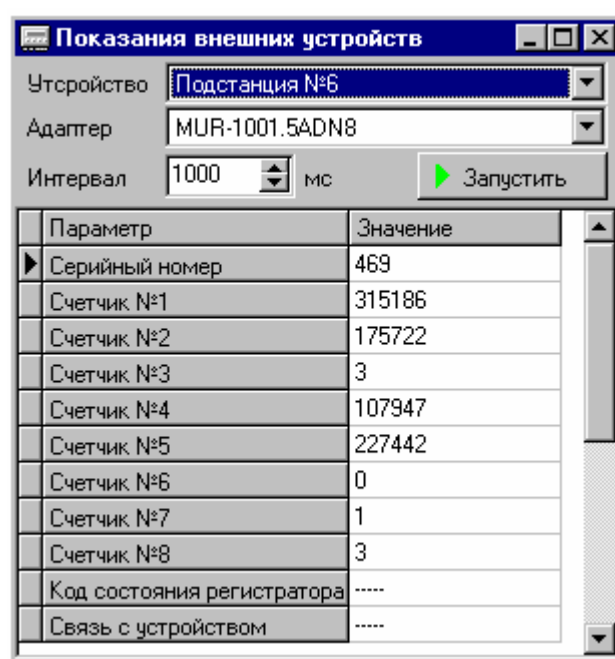 Показания внешних устройств
Утсройство Подстанция №6
Адаптер MUR-1001.5ADN8
Интервал 1000 мс Запустить
Параметр Значение
Серийный номер 469
Счетчик №1 315186
Счетчик №2 175722
Счетчик №3 3
Счетчик №4 107947
Счетчик №5 227442
Счетчик №6 0
Счетчик №7 1
Счетчик №8 3
Код состояния регистратора -----
Связь с устройством -----